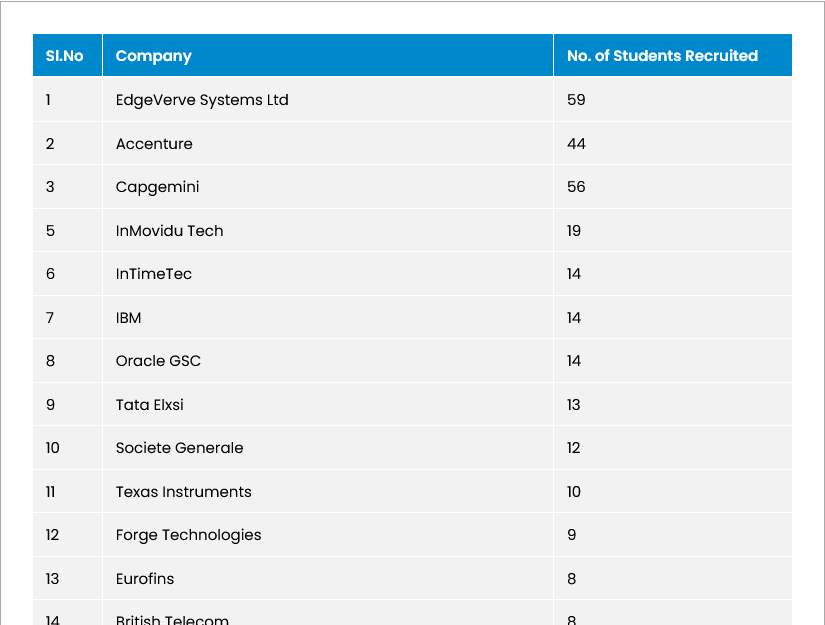 Sl.No Company No. of Students Recruited
1 EdgeVerve Systems Ltd 59
2 Accenture 44
3 Capgemini 56
5 InMovidu Tech 19
6 InTimeTec 14
7 IBM 14
8 Oracle GSC 14
9 Tata Elxsi 13
10 Societe Generale 12
11 Texas Instruments 10
12 Forge Technologies 9
13 Eurofins 8
14 British Telecom 8